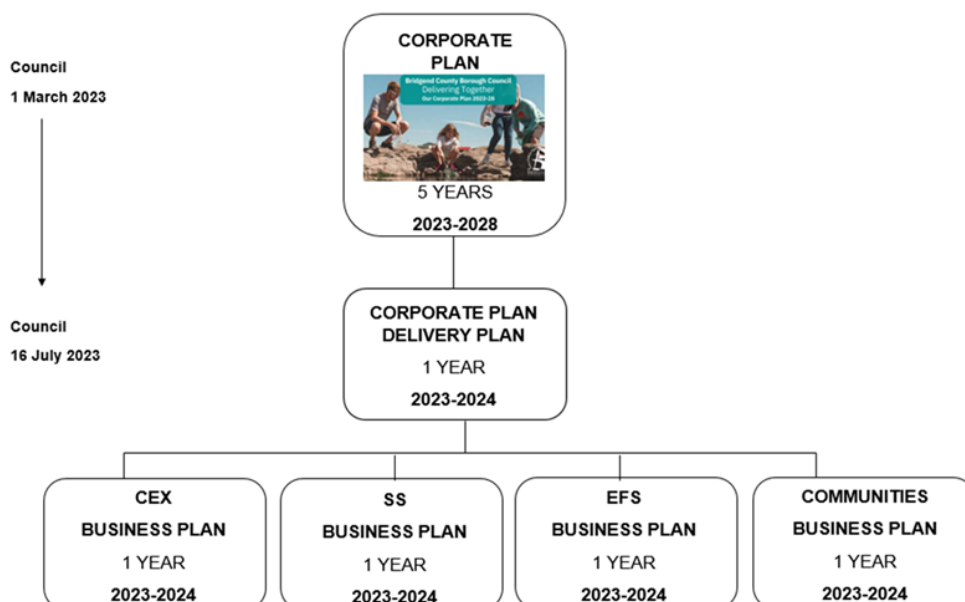 Council
1 March 2023
CORPORATE
PLAN
Bridgend County Borough Council
Delivering Together
Our Corporate Plan 2023-28
5 YEARS
2023-2028
Council
16 July 2023
CORPORATE PLAN
DELIVERY PLAN
1 YEAR
2023-2024
CEX
BUSINESS PLAN
1 YEAR
2023-2024
SS
BUSINESS PLAN
1 YEAR
2023-2024
EFS
BUSINESS PLAN
1 YEAR
2023-2024
COMMUNITIES
BUSINESS PLAN
1 YEAR
2023-2024